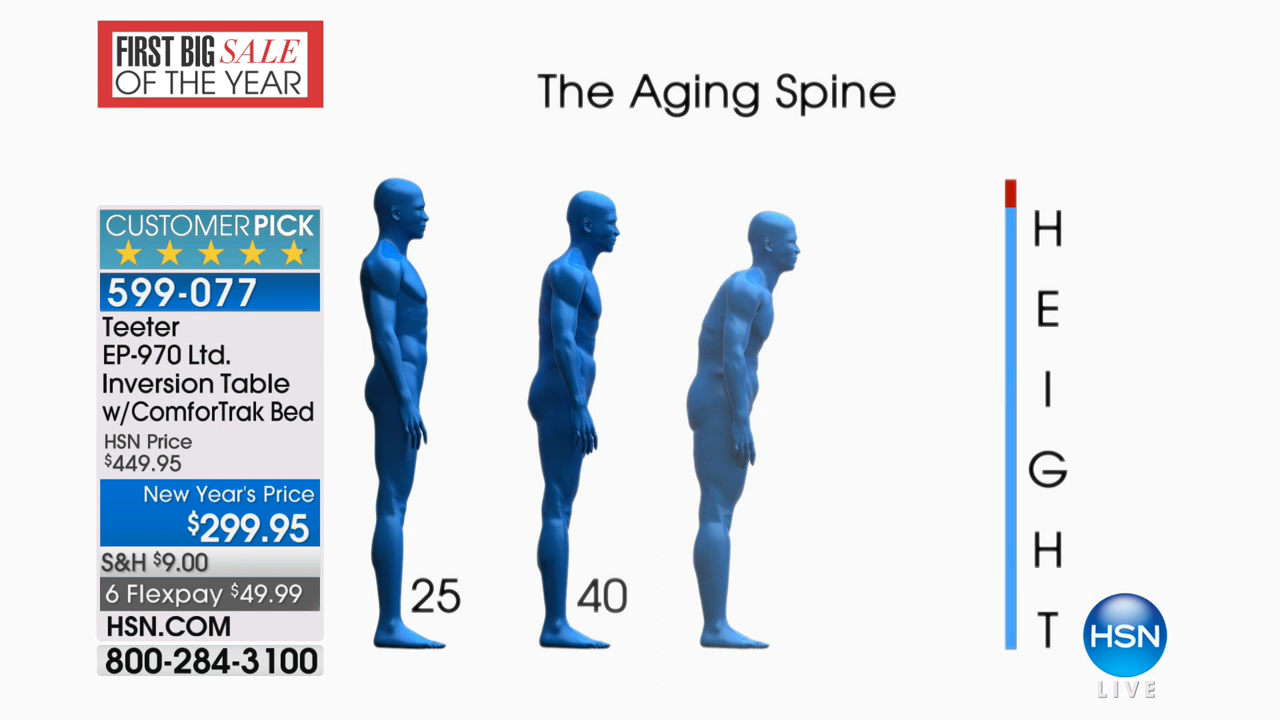 FIRST BIG SALE
OF THE YEAR
The Aging Spine
CUSTOMER PICK
599-077
Teeter
EP-970 Ltd.
Inversion Table
w/ComforTrak Bed
HSN Price
$449.95
New Year's Price
$299.95
S&H $9.00
6 Flexpay $49.99
HSN.COM
800-284-3100
25
40
H
E
I
G
H
T
HSN
LIVE